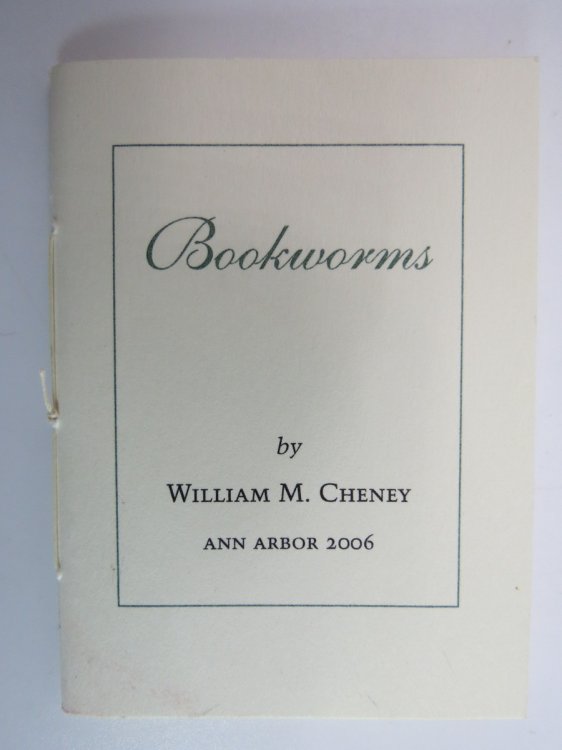 Bookworms
by
William M. Cheney
Ann Arbor 2006